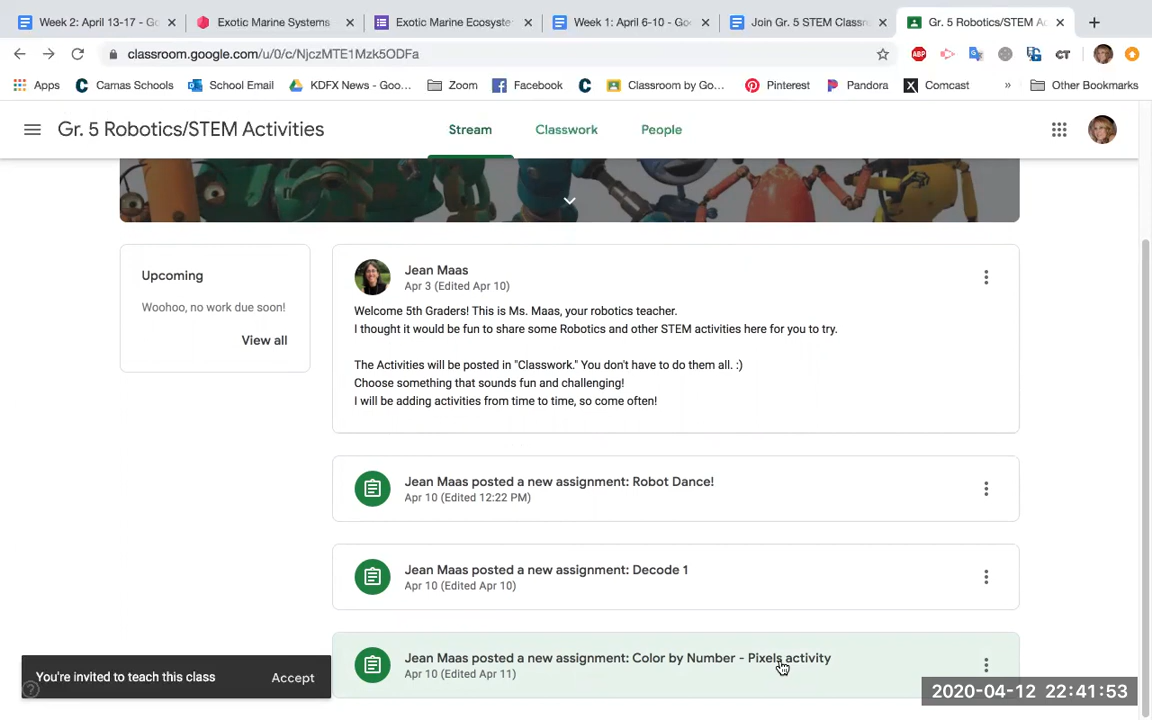 Week 2: April 13-17 - Go
Exotic Marine Systems
Exotic Marine Ecosyste
Week 1: April 6-10 - Go
Join Gr. 5 STEM Classr
Gr. 5 Robotics/STEM A
classroom.google.com/u/0/c/NjczMTE1Mzk5ODFa
ABP
CT
Apps
Camas Schools
School Email
KDFX News - Goo...
Zoom
Facebook
Classroom by Go...
Pinterest
Pandora
Comcast
»
Other Bookmarks
Gr. 5 Robotics/STEM Activities
Stream
Classwork
People
Upcoming
Woohoo, no work due soon!
View all
Jean Maas
Apr 3 (Edited Apr 10)
Welcome 5th Graders! This is Ms. Maas, your robotics teacher.
I thought it would be fun to share some Robotics and other STEM activities here for you to try.
The Activities will be posted in "Classwork." You don't have to do them all. :)
Choose something that sounds fun and challenging!
I will be adding activities from time to time, so come often!
Jean Maas posted a new assignment: Robot Dance!
Apr 10 (Edited 12:22 PM)
Jean Maas posted a new assignment: Decode 1
Apr 10 (Edited Apr 10)
Jean Maas posted a new assignment: Color by Number - Pixels activity
Apr 10 (Edited Apr 11)
You're invited to teach this class
Accept
2020-04-12 22:41:53